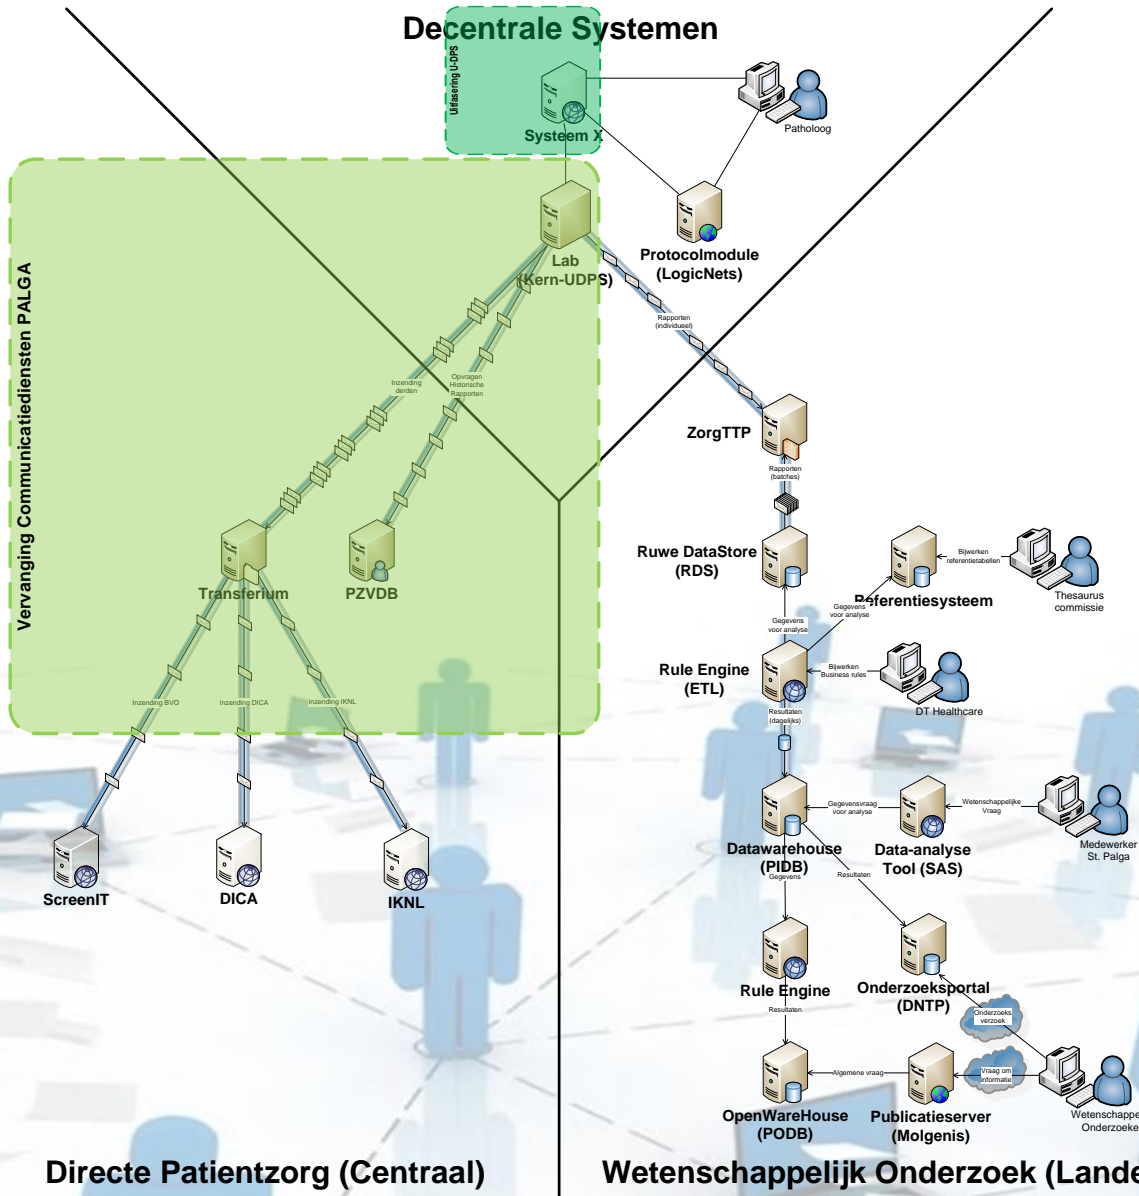 Decentrale Systemen
Uitfasering U-DPS
Systeem X
Patholoog
Vervanging Communicatiediensten PALGA
Lab
(Kern-UDPS)
Protocolmodule
(LogicNets)
Rapporten
(individueel)
Inzending
derden
Opvragen
Historische
Rapporten
ZorgTTP
Rapporten
(batches)
Transferium
PZVDB
Ruwe DataStore
(RDS)
Referentiesysteem
Bijwerken
referentietabellen
Thesaurus
commissie
Gegevens
voor analyse
Gegevens
voor analyse
Rule Engine
(ETL)
Bijwerken
Business rules
DT Healthcare
Inzending BVO
Inzending DICA
Inzending IKNL
Resultaten
(dagelijks)
Gegevensvraag
voor analyse
Wetenschappelijke
Vraag
Datawarehouse
(PIDB)
Data-analyse
Tool (SAS)
Medewerker
St. Palga
ScreenIT
DICA
IKNL
Gegevens
Resultaten
Rule Engine
Onderzoeksportal
(DNTP)
Resultaten
Onderzoeks
verzoek
Algemene vraag
Vraag om
informatie
OpenWareHouse
(PODB)
Publicatieserver
(Molgenis)
Wetenschappe
Onderzoeke
Directe Patientzorg (Centraal)
Wetenschappelijk Onderzoek (Lande